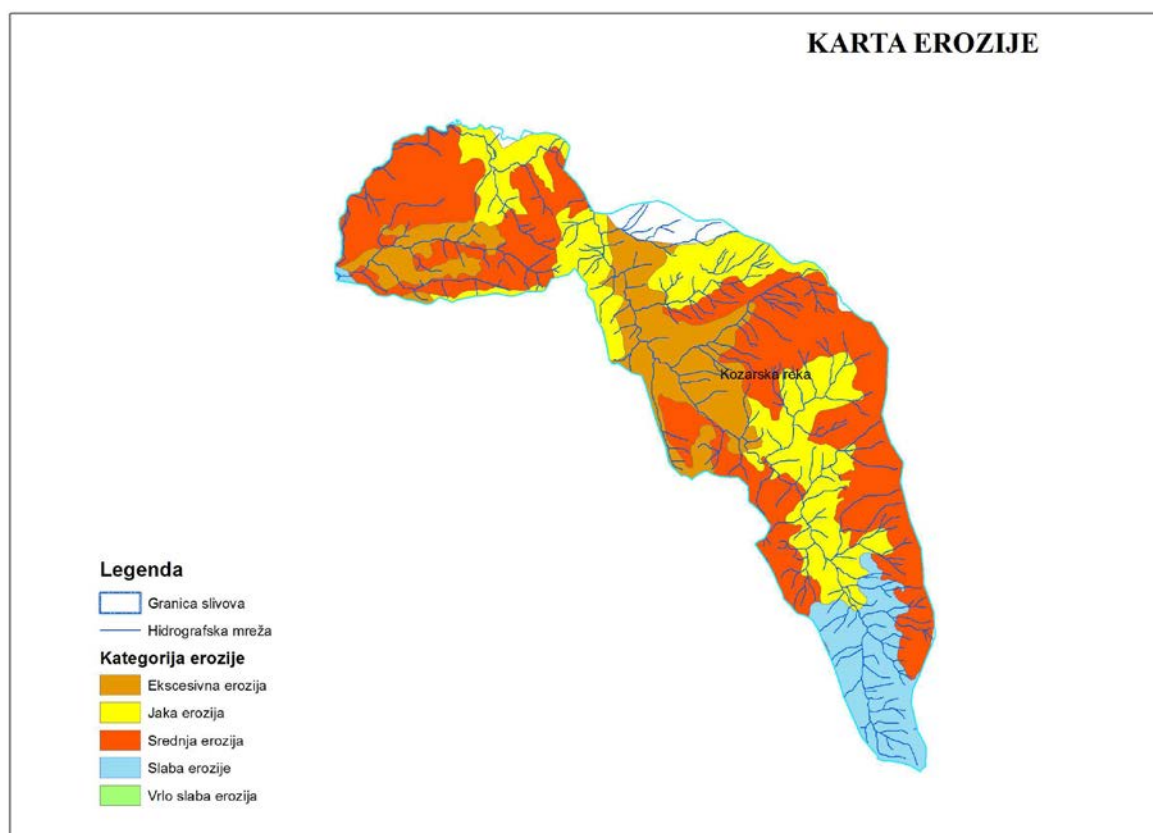 KARTA EROZIJE
Kozarska reka
Legenda
Granica slivova
Hidrografska mreža
Kategorija erozije
Ekscesivna erozija
Jaka erozija
Srednja erozija
Slaba erozije
Vrlo slaba erozija